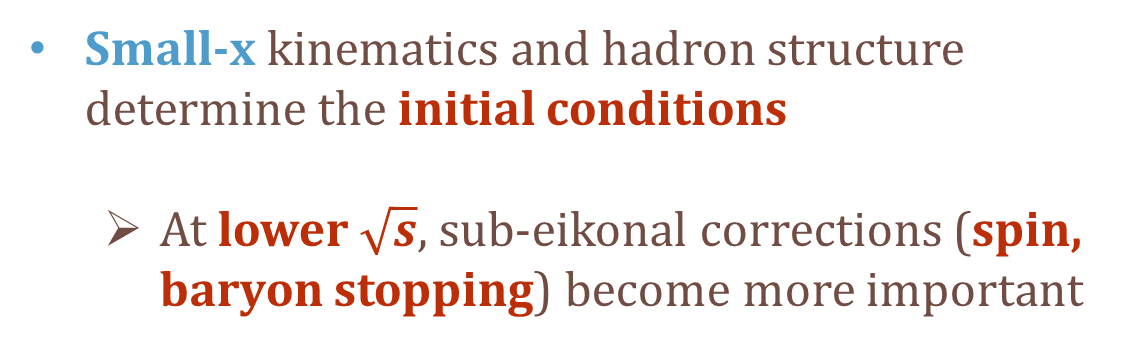 • Small-x kinematics and hadron structure
determine the initial conditions
➢ At lower √s, sub-eikonal corrections (spin,
baryon stopping) become more important